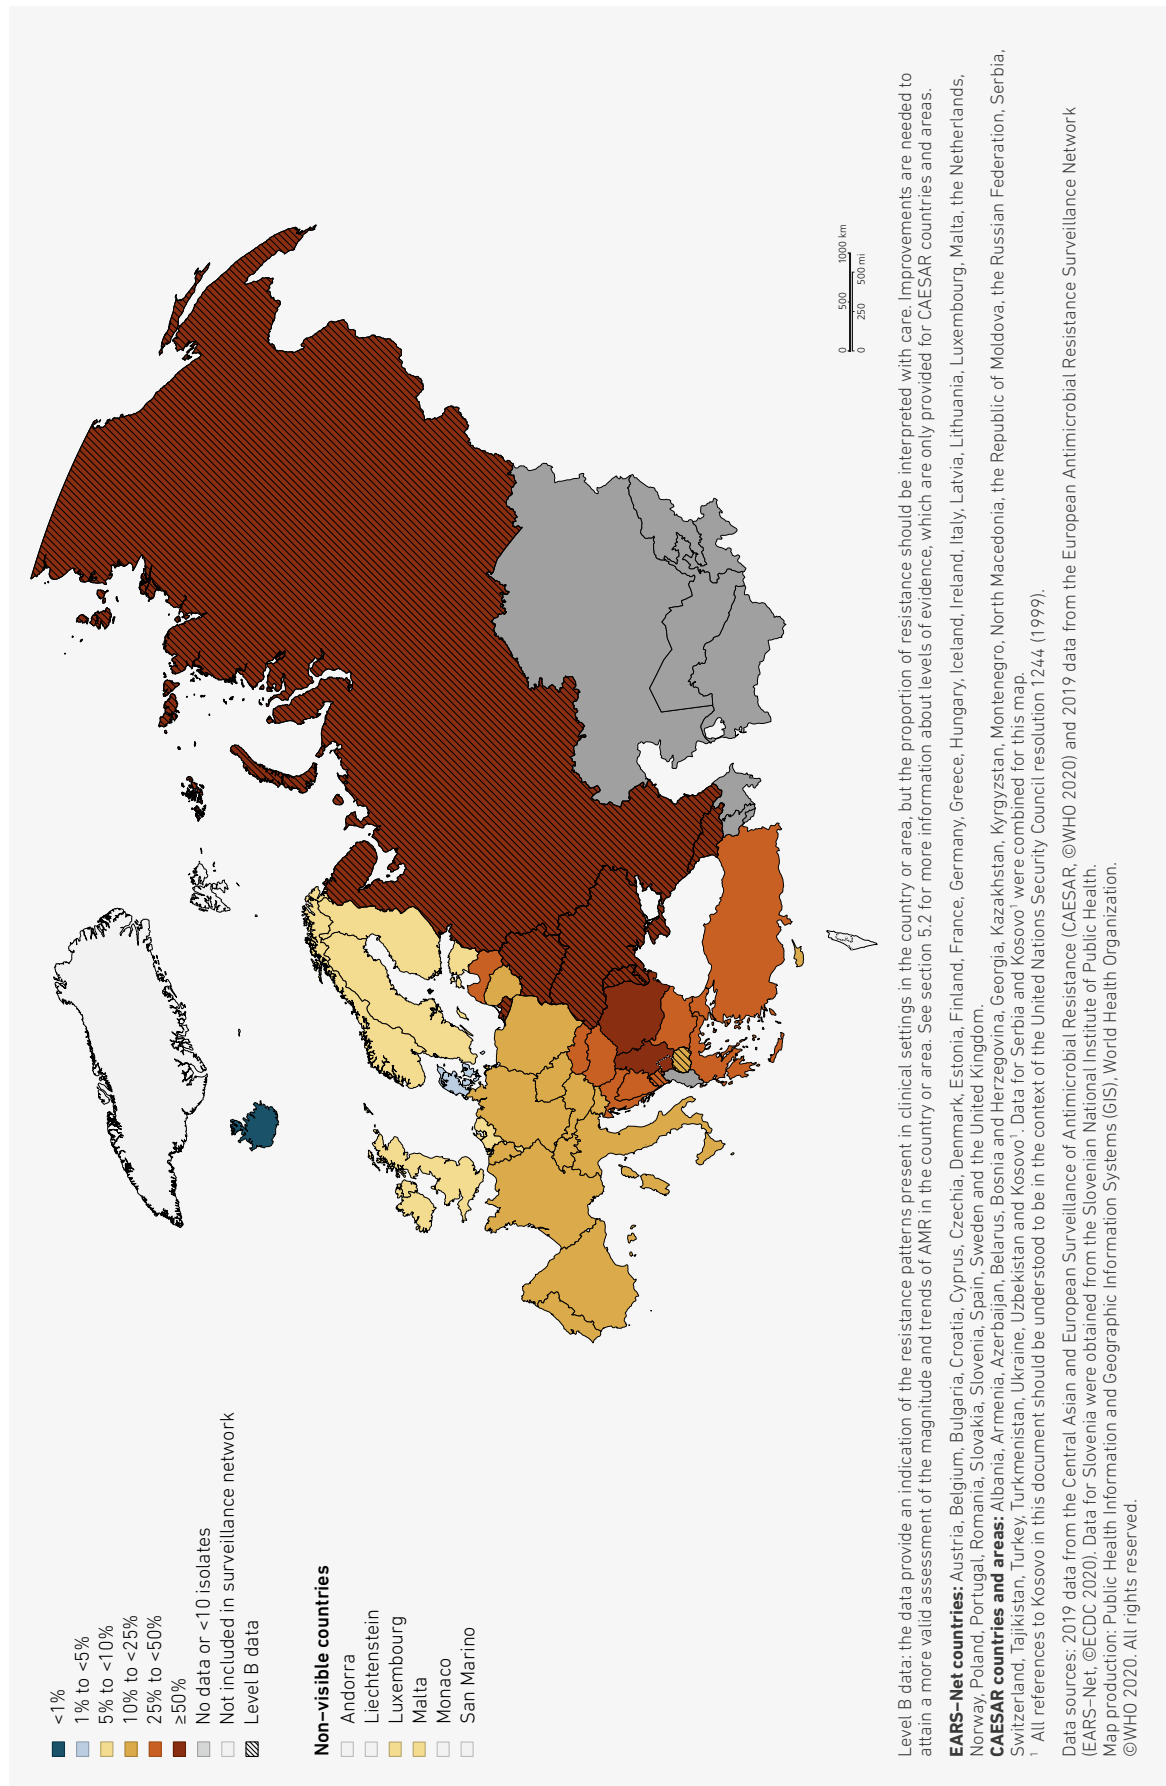 <1%
1% to <5%
5% to <10%
10% to <25%
25% to <50%
≥50%
No data or <10 isolates
Not included in surveillance network
Level B data
Non–visible countries
Andorra
Liechtenstein
Luxembourg
Malta
Monaco
San Marino
0 500 1000 km
0 250 500 mi
Level B data: the data provide an indication of the resistance patterns present in clinical settings in the country or area, but the proportion of resistance should be interpreted with care. Improvements are needed to
attain a more valid assessment of the magnitude and trends of AMR in the country or area. See section 5.2 for more information about levels of evidence, which are only provided for CAESAR countries and areas.
EARS–Net countries: Austria, Belgium, Bulgaria, Croatia, Cyprus, Czechia, Denmark, Estonia, Finland, France, Germany, Greece, Hungary, Iceland, Ireland, Italy, Latvia, Lithuania, Luxembourg, Malta, the Netherlands,
Norway, Poland, Portugal, Romania, Slovakia, Slovenia, Spain, Sweden and the United Kingdom.
CAESAR countries and areas: Albania, Armenia, Azerbaijan, Belarus, Bosnia and Herzegovina, Georgia, Kazakhstan, Kyrgyzstan, Montenegro, North Macedonia, the Republic of Moldova, the Russian Federation, Serbia,
Switzerland, Tajikistan, Turkey, Turkmenistan, Ukraine, Uzbekistan and Kosovo¹. Data for Serbia and Kosovo¹ were combined for this map.
¹ All references to Kosovo in this document should be understood to be in the context of the United Nations Security Council resolution 1244 (1999).
Data sources: 2019 data from the Central Asian and European Surveillance of Antimicrobial Resistance (CAESAR, ©WHO 2020) and 2019 data from the European Antimicrobial Resistance Surveillance Network
(EARS–Net, ©ECDC 2020). Data for Slovenia were obtained from the Slovenian National Institute of Public Health.
Map production: Public Health Information and Geographic Information Systems (GIS), World Health Organization.
©WHO 2020. All rights reserved.